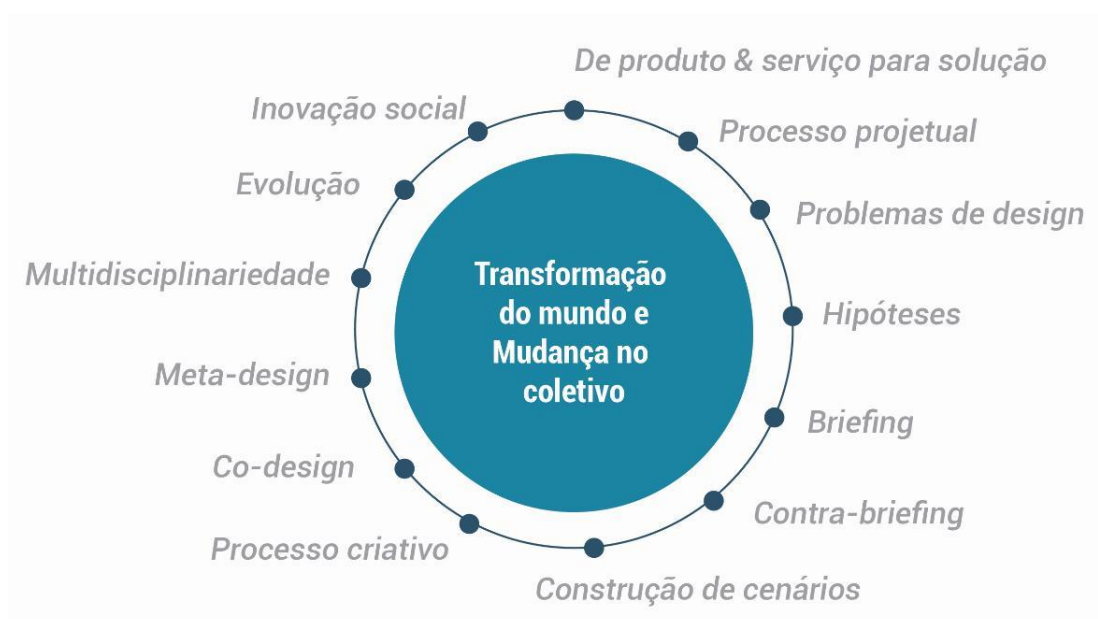 De produto & serviço para solução
Processo projetual
Problemas de design
Hipóteses
Briefing
Contra-briefing
Construção de cenários
Processo criativo
Co-design
Meta-design
Multidisciplinariedade
Evolução
Inovação social
Transformação
do mundo e
Mudança no
coletivo